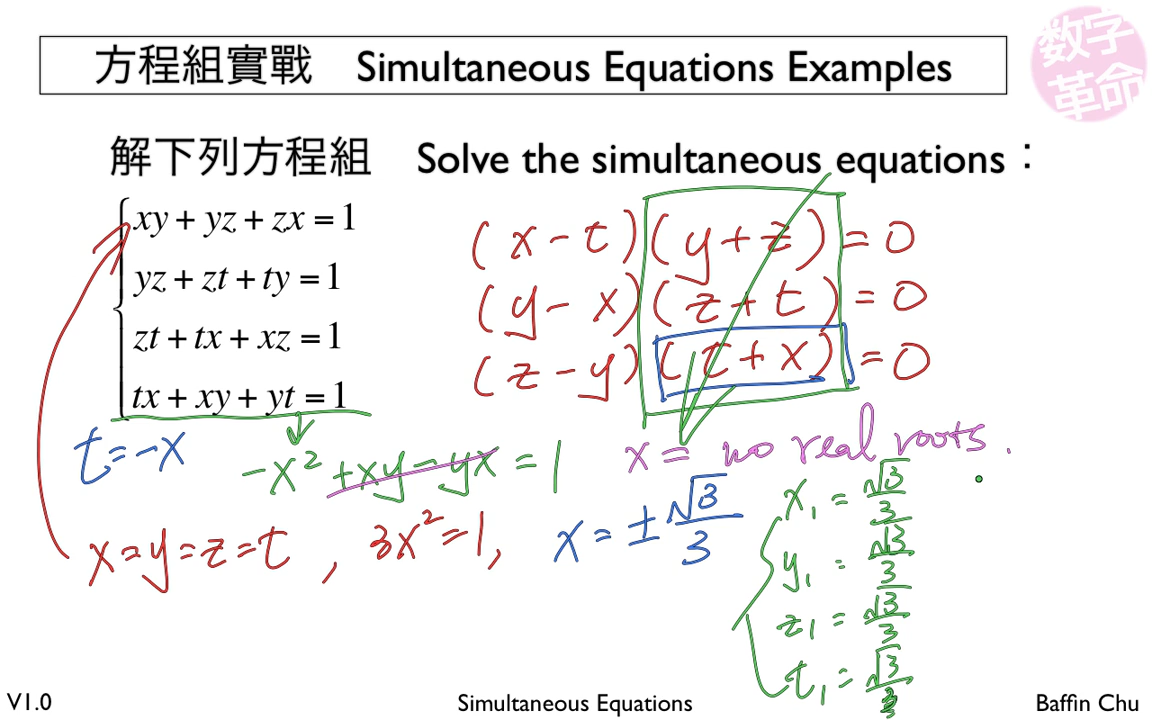 数字
革命
方程組實戰 Simultaneous Equations Examples
解下列方程組 Solve the simultaneous equations：
xy + yz + zx = 1
yz + zt + ty = 1
zt + tx + xz = 1
tx + xy + yt = 1
(x-t)(y+z)=0
(y-x)(z+t)=0
(z-y)(t+x)=0
t=-x
-x²+xy-yx=1
x= no real roots.
x=y=z=t, 3x²=1, x=±√3/3
x₁=√3/3
y₁=√3/3
z₁=√3/3
t₁=√3/3
V1.0 Simultaneous Equations Baffin Chu